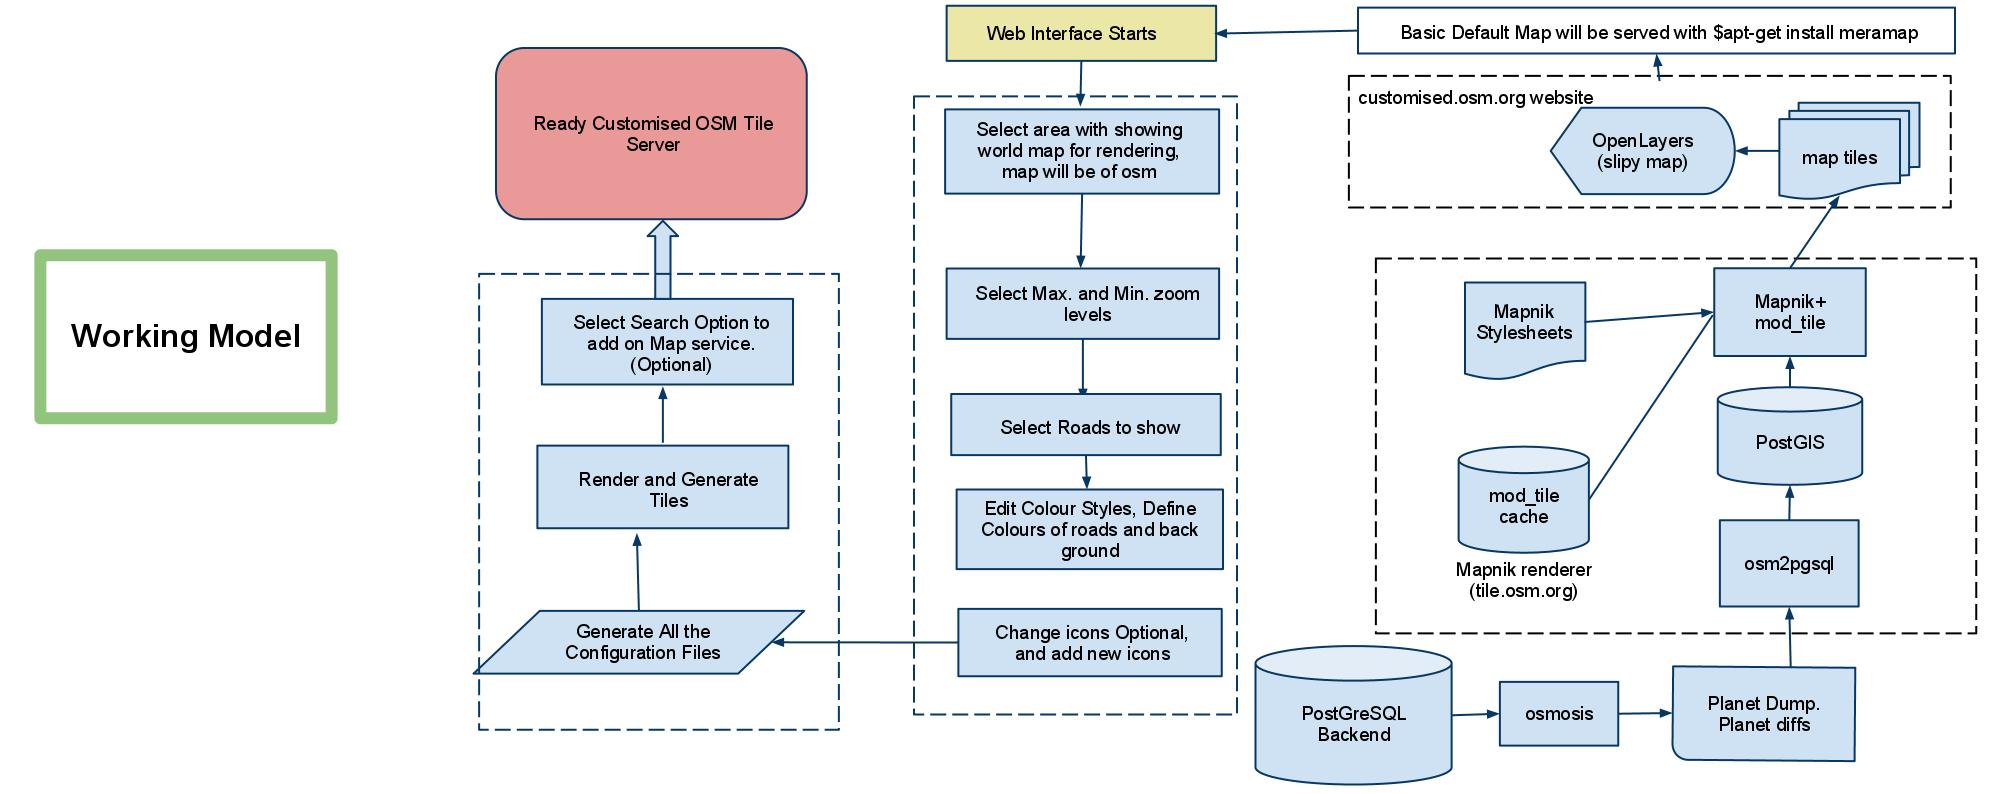 Working Model
Ready Customised OSM Tile
Server
Select Search Option to
add on Map service.
(Optional)
Render and Generate
Tiles
Generate All the
Configuration Files
Web Interface Starts
Select area with showing
world map for rendering,
map will be of osm
Select Max. and Min. zoom
levels
Select Roads to show
Edit Colour Styles, Define
Colours of roads and back
ground
Change icons Optional,
and add new icons
Basic Default Map will be served with $apt-get install meramap
customised.osm.org website
OpenLayers
(slipy map)
map tiles
Mapnik
Stylesheets
Mapnik+
mod_tile
PostGIS
mod_tile
cache
Mapnik renderer
(tile.osm.org)
osm2pgsql
PostGreSQL
Backend
osmosis
Planet Dump.
Planet diffs